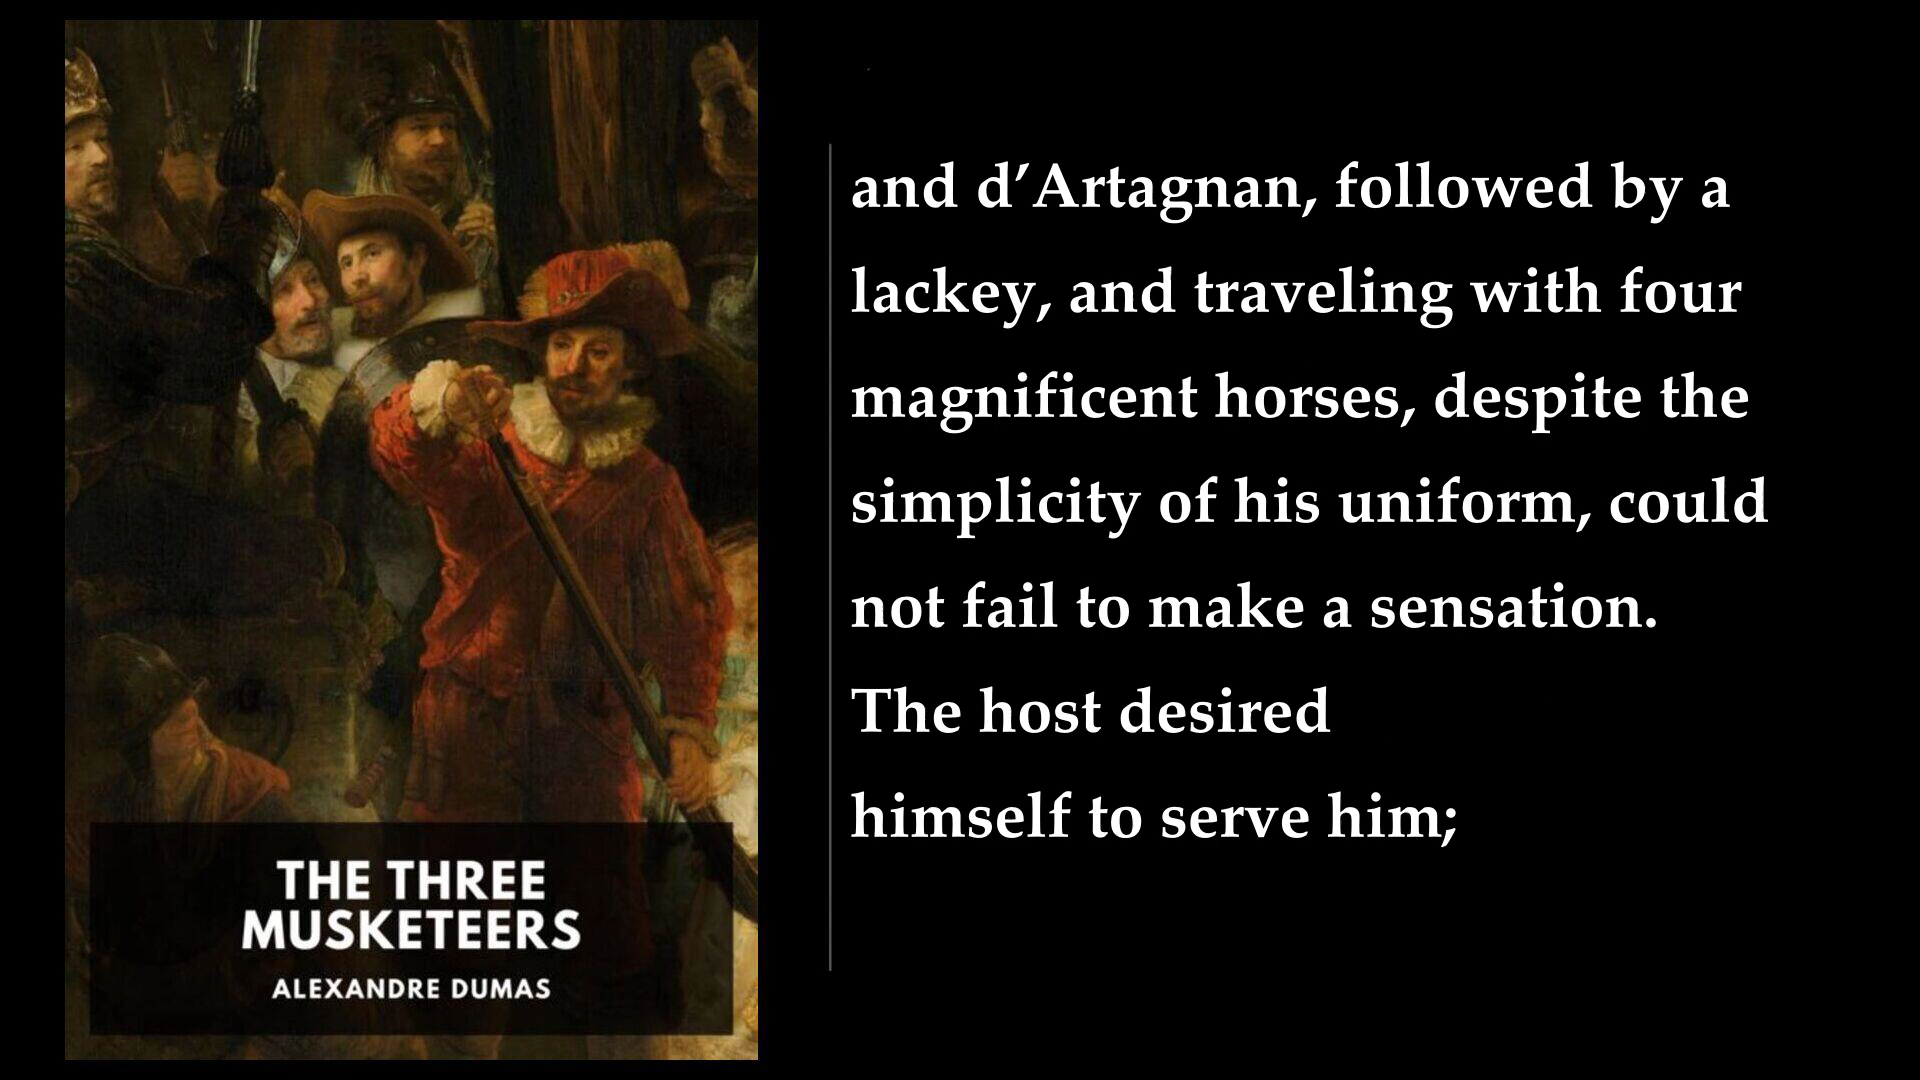 THE THREE
MUSKETEERS
ALEXANDRE DUMAS
and d’Artagnan, followed by a
lackey, and traveling with four
magnificent horses, despite the
simplicity of his uniform, could
not fail to make a sensation.
The host desired
himself to serve him;